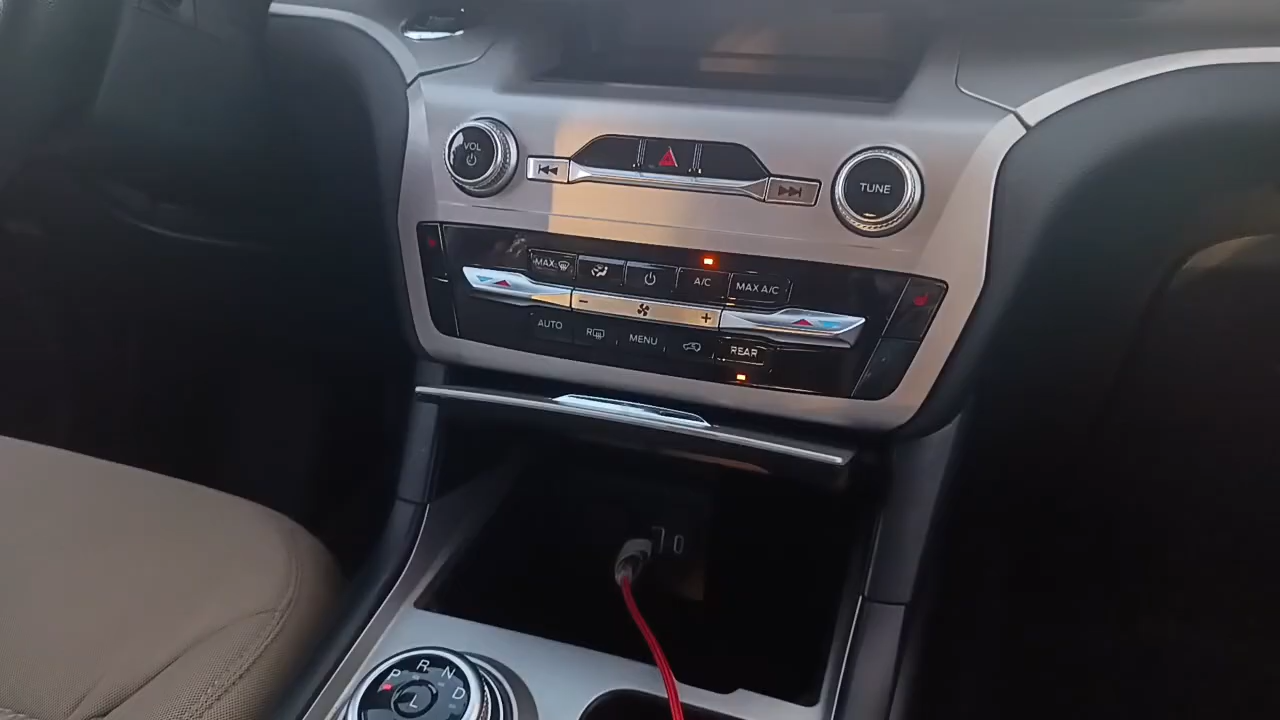 VOL
TUNE
MAX
A/C
MAX A/C
- +
AUTO
R
MENU
REAR
P R N D
L